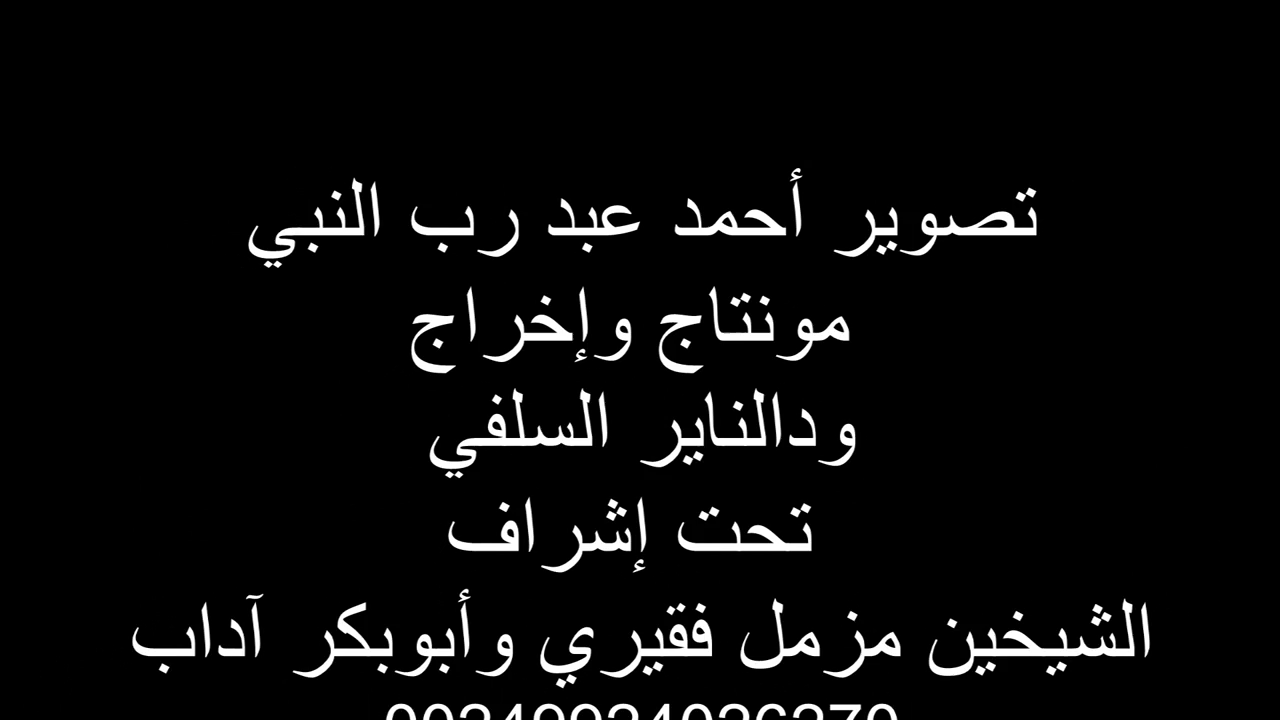 تصوير أحمد عبد رب النبي
مونتاج وإخراج
ودالناير السلفي
تحت إشراف
الشيخين مزمل فقيري وأبوبكر آداب